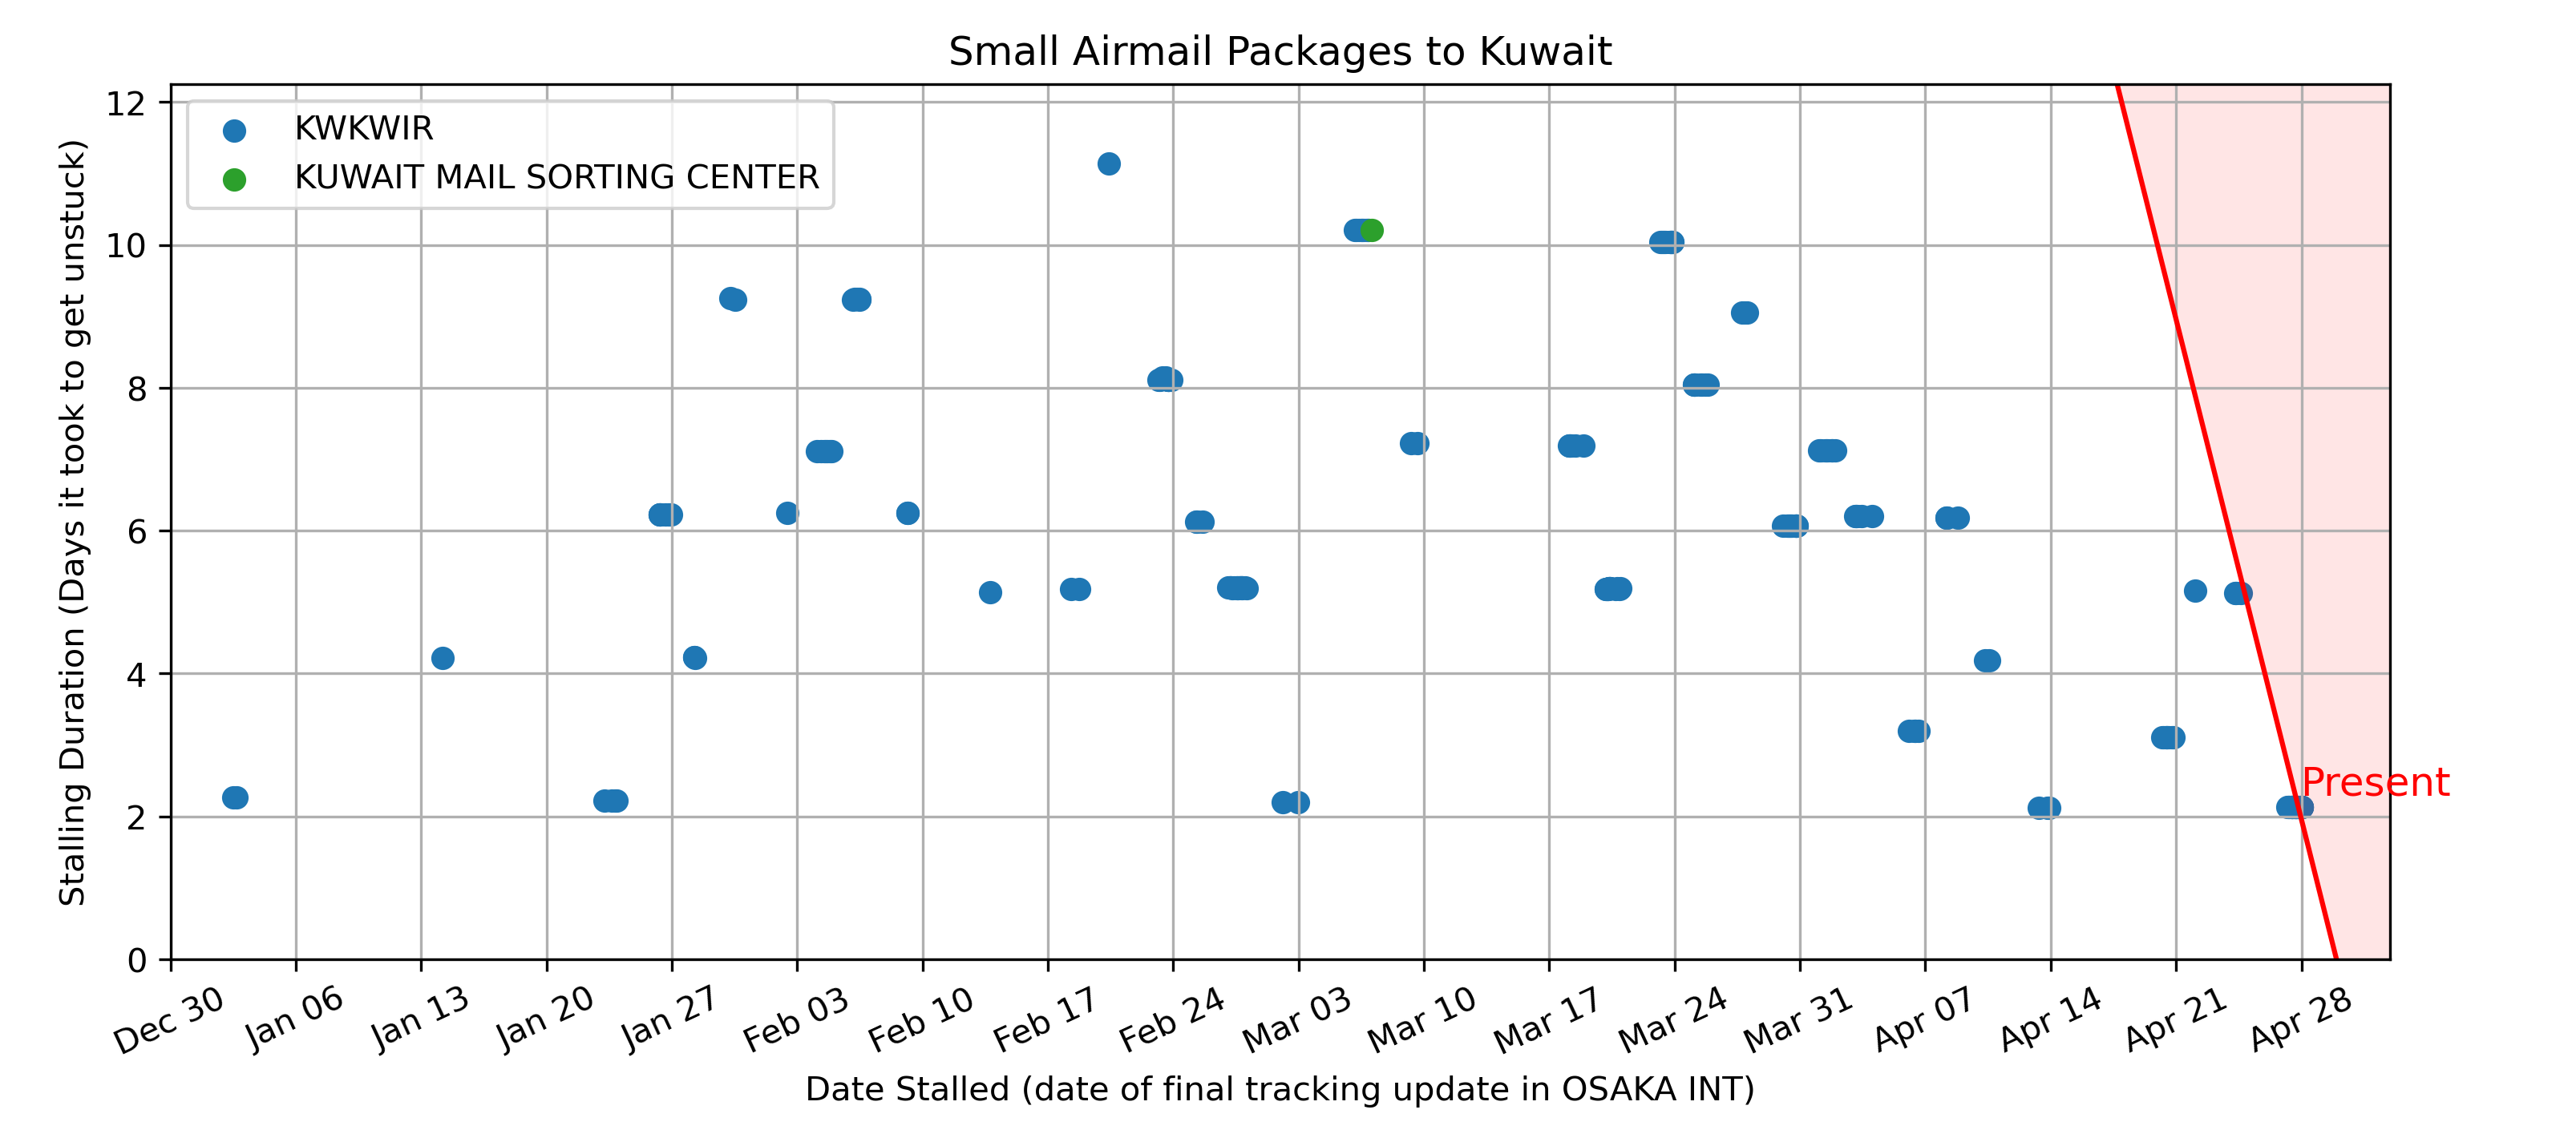 Small Airmail Packages to Kuwait
KWKWIR
KUWAIT MAIL SORTING CENTER
Stalling Duration (Days it took to get unstuck)
12
10
8
6
4
2
0
Present
Dec 30
Jan 06
Jan 13
Jan 20
Jan 27
Feb 03
Feb 10
Feb 17
Feb 24
Mar 03
Mar 10
Mar 17
Mar 24
Mar 31
Apr 07
Apr 14
Apr 21
Apr 28
Date Stalled (date of final tracking update in OSAKA INT)